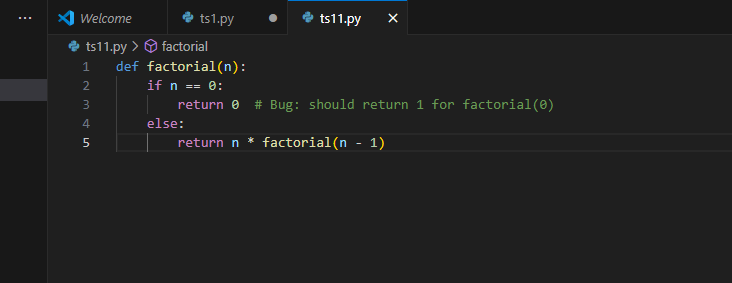 ··· Welcome ts1.py ts11.py
ts11.py > factorial
1 def factorial(n):
2     if n == 0:
3         return 0  # Bug: should return 1 for factorial(0)
4     else:
5         return n * factorial(n - 1)